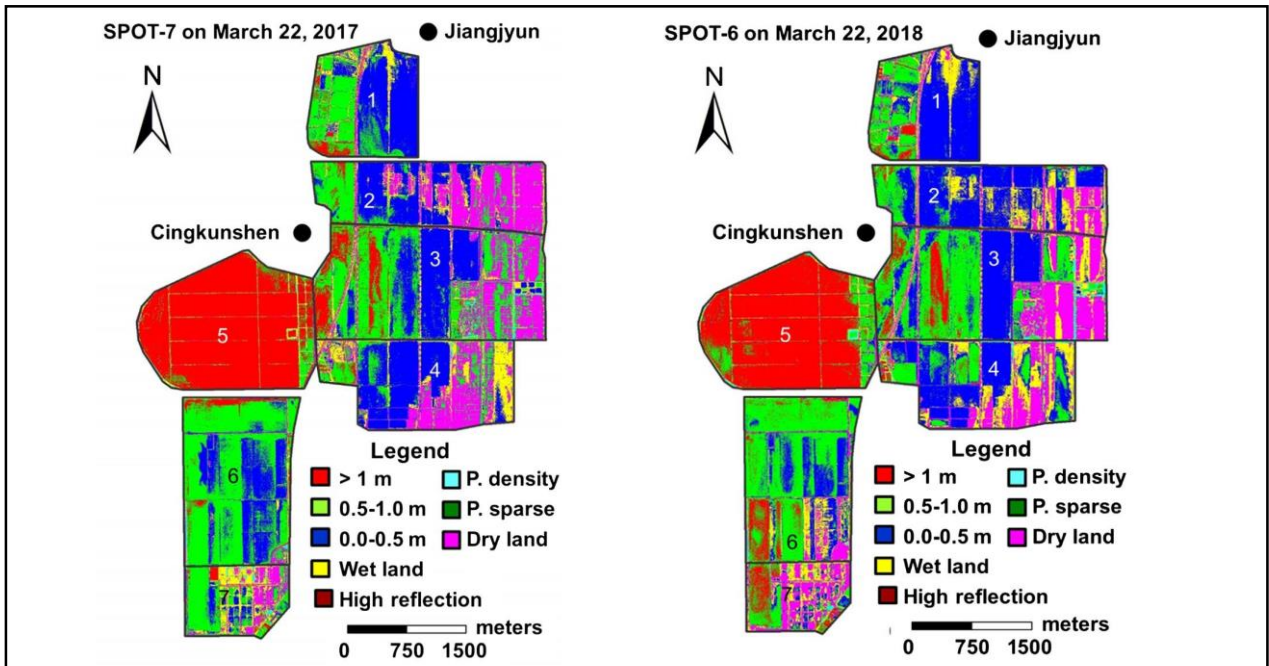 SPOT-7 on March 22, 2017
Jiangjyun
N
1
2
Cingkunshen
3
5
4
6
7
Legend
> 1 m
P. density
0.5-1.0 m
P. sparse
0.0-0.5 m
Dry land
Wet land
High reflection
meters
0 750 1500
SPOT-6 on March 22, 2018
Jiangjyun
N
1
2
Cingkunshen
3
5
4
6
7
Legend
> 1 m
P. density
0.5-1.0 m
P. sparse
0.0-0.5 m
Dry land
Wet land
High reflection
meters
0 750 1500